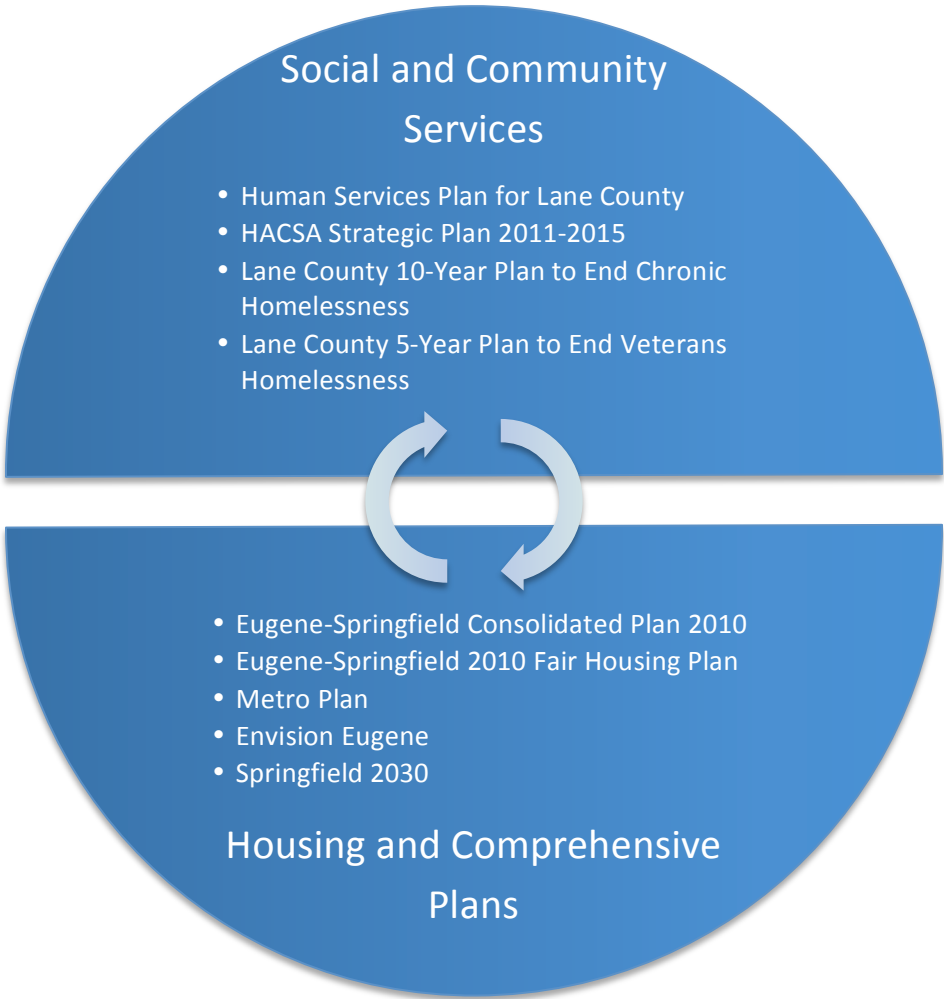 Social and Community
Services
• Human Services Plan for Lane County
• HACSA Strategic Plan 2011-2015
• Lane County 10-Year Plan to End Chronic
Homelessness
• Lane County 5-Year Plan to End Veterans
Homelessness
• Eugene-Springfield Consolidated Plan 2010
• Eugene-Springfield 2010 Fair Housing Plan
• Metro Plan
• Envision Eugene
• Springfield 2030
Housing and Comprehensive
Plans